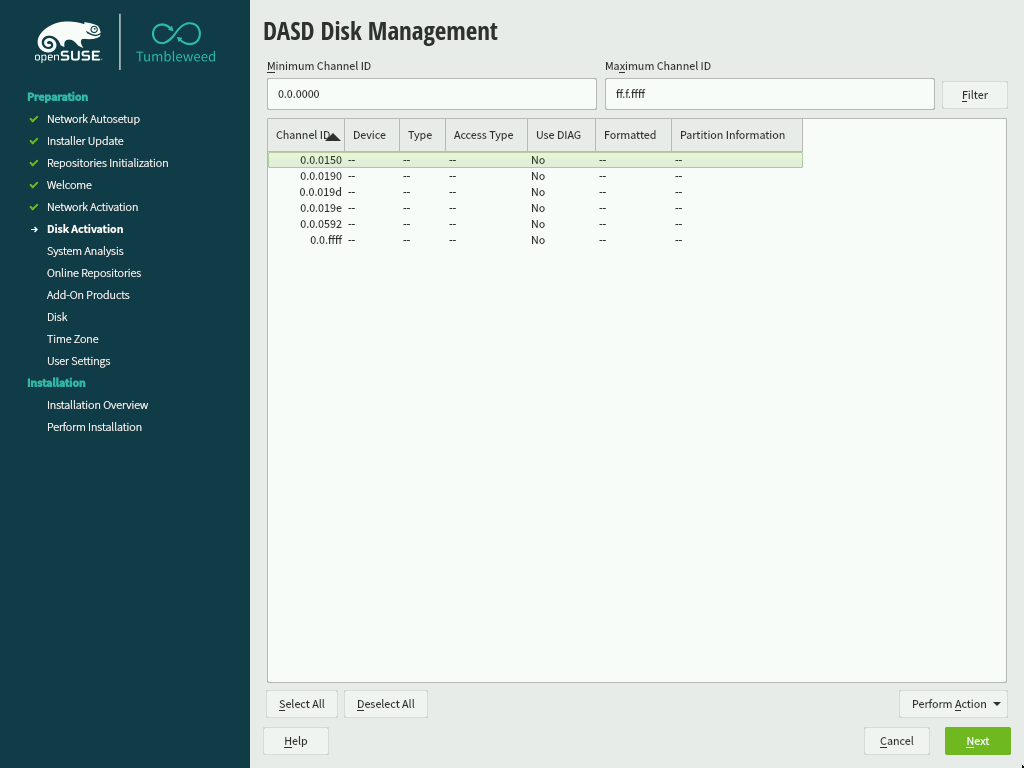 openSUSE
Tumbleweed
Preparation
Network Autosetup
Installer Update
Repositories Initialization
Welcome
Network Activation
Disk Activation
System Analysis
Online Repositories
Add-On Products
Disk
Time Zone
User Settings
Installation
Installation Overview
Perform Installation
DASD Disk Management
Minimum Channel ID Maximum Channel ID
0.0.0000 ff.f.ffff Filter
Channel ID Device Type Access Type Use DIAG Formatted Partition Information
0.0.0150 -- -- -- No -- --
0.0.0190 -- -- -- No -- --
0.0.019d -- -- -- No -- --
0.0.019e -- -- -- No -- --
0.0.0592 -- -- -- No -- --
0.0.ffff -- -- -- No -- --
Select All Deselect All Perform Action
Help Cancel Next